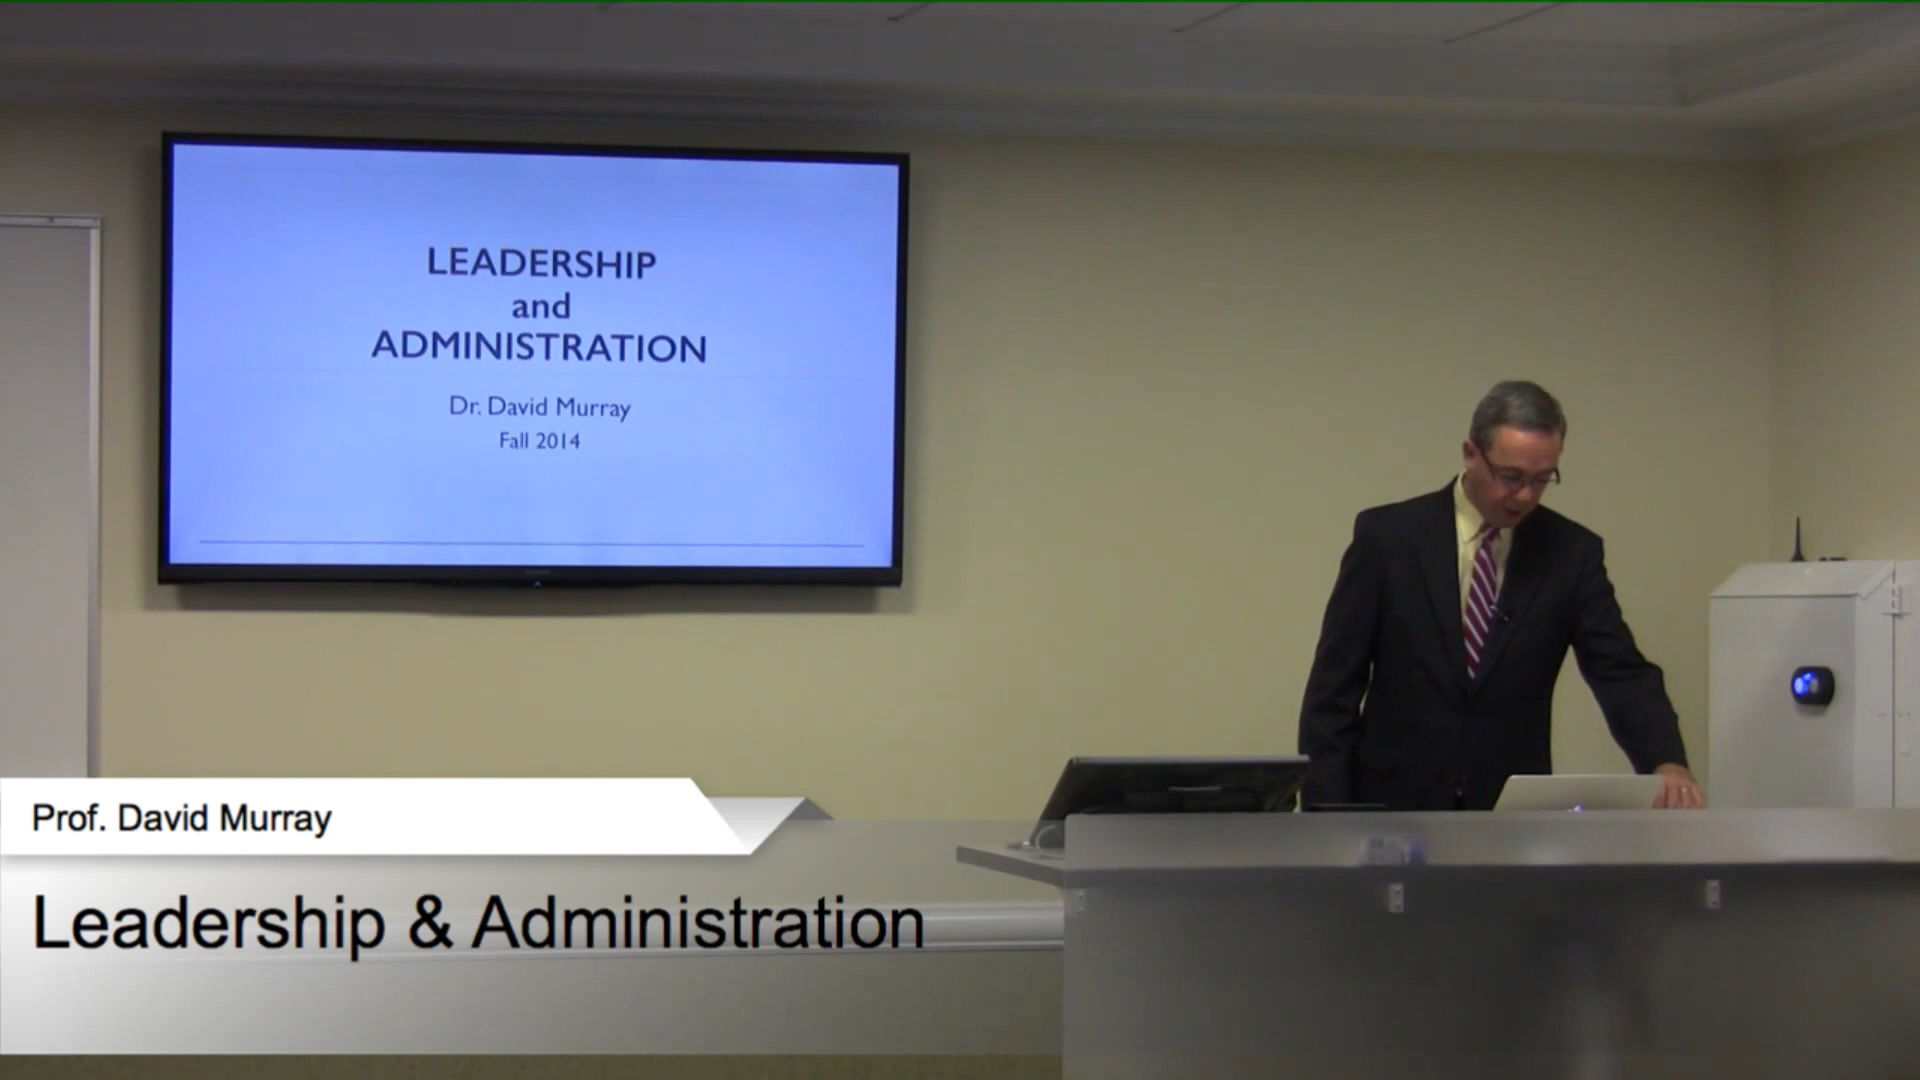 LEADERSHIP
and
ADMINISTRATION
Dr. David Murray
Fall 2014
Prof. David Murray
Leadership & Administration